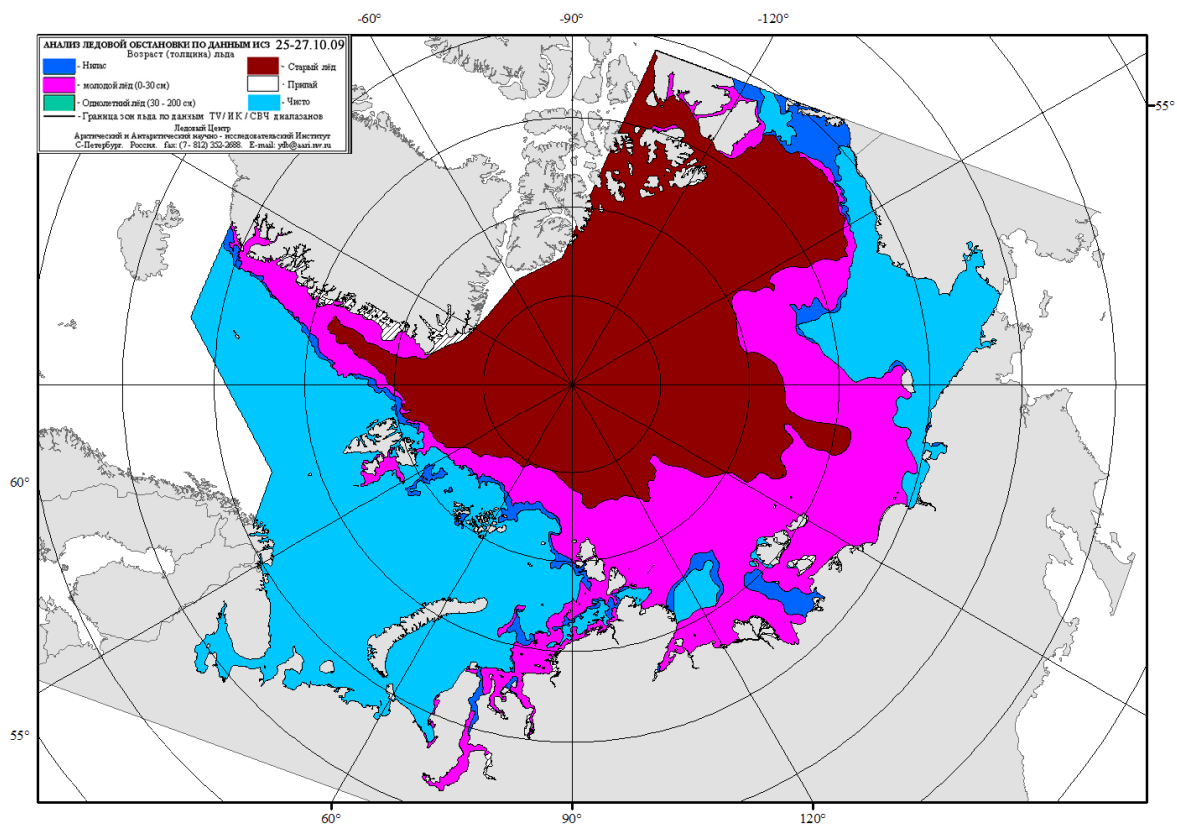 -60°
-90°
-120°
АНАЛИЗ ЛЕДОВОЙ ОБСТАНОВКИ ПО ДАННЫМ ИСЗ 25-27.10.09
Возраст (толщина) льда
- Нилас
- Старый лёд
- молодой лёд (0-30 см)
- Припай
- Однолетний лёд (30 - 200 см)
- Чисто
- Граница зон льда по данным TV / ИК / СВЧ диапазонов
Ледовый Центр
Арктический и Антарктический научно - исследовательский Институт
С-Петербург. Россия. fax: (7- 812) 352-2688. E-mail: ydb@aari.nw.ru
55°
60°
55°
60°
90°
120°